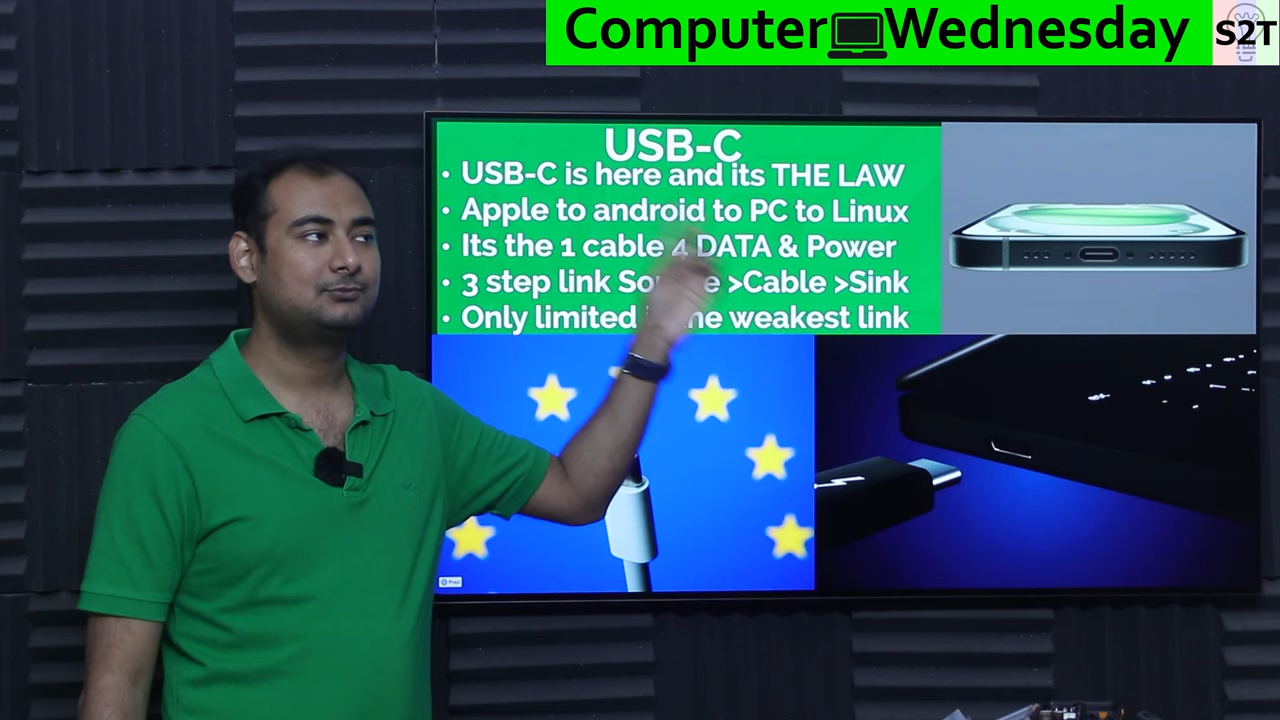 Computer Wednesday S2T
USB-C
• USB-C is here and its THE LAW
• Apple to android to PC to Linux
• Its the 1 cable 4 DATA & Power
• 3 step link >Cable >Sink
• Only limited weakest link
Prezi